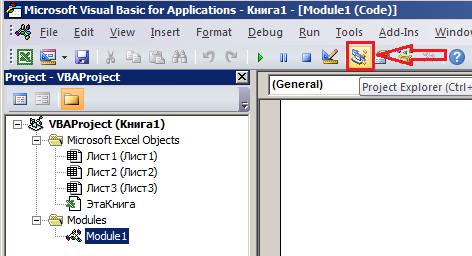 Microsoft Visual Basic for Applications - Книга1 - [Module1 (Code)]
File Edit View Insert Format Debug Run Tools Add-Ins Window
Project - VBAProject
(General)
Project Explorer (Ctrl+
VBAProject (Книга1)
Microsoft Excel Objects
Лист1 (Лист1)
Лист2 (Лист2)
Лист3 (Лист3)
ЭтаКнига
Modules
Module1